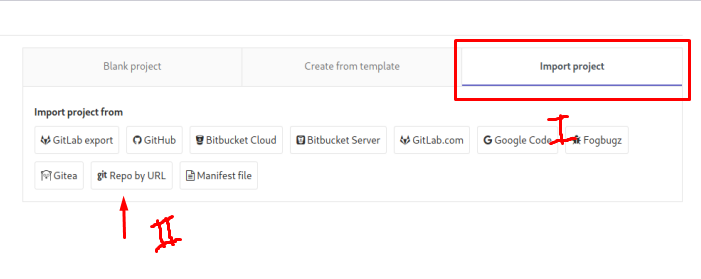 Blank project Create from template Import project
Import project from
GitLab export GitHub Bitbucket Cloud Bitbucket Server GitLab.com Google Code Fogbugz
I
Gitea git Repo by URL Manifest file
II